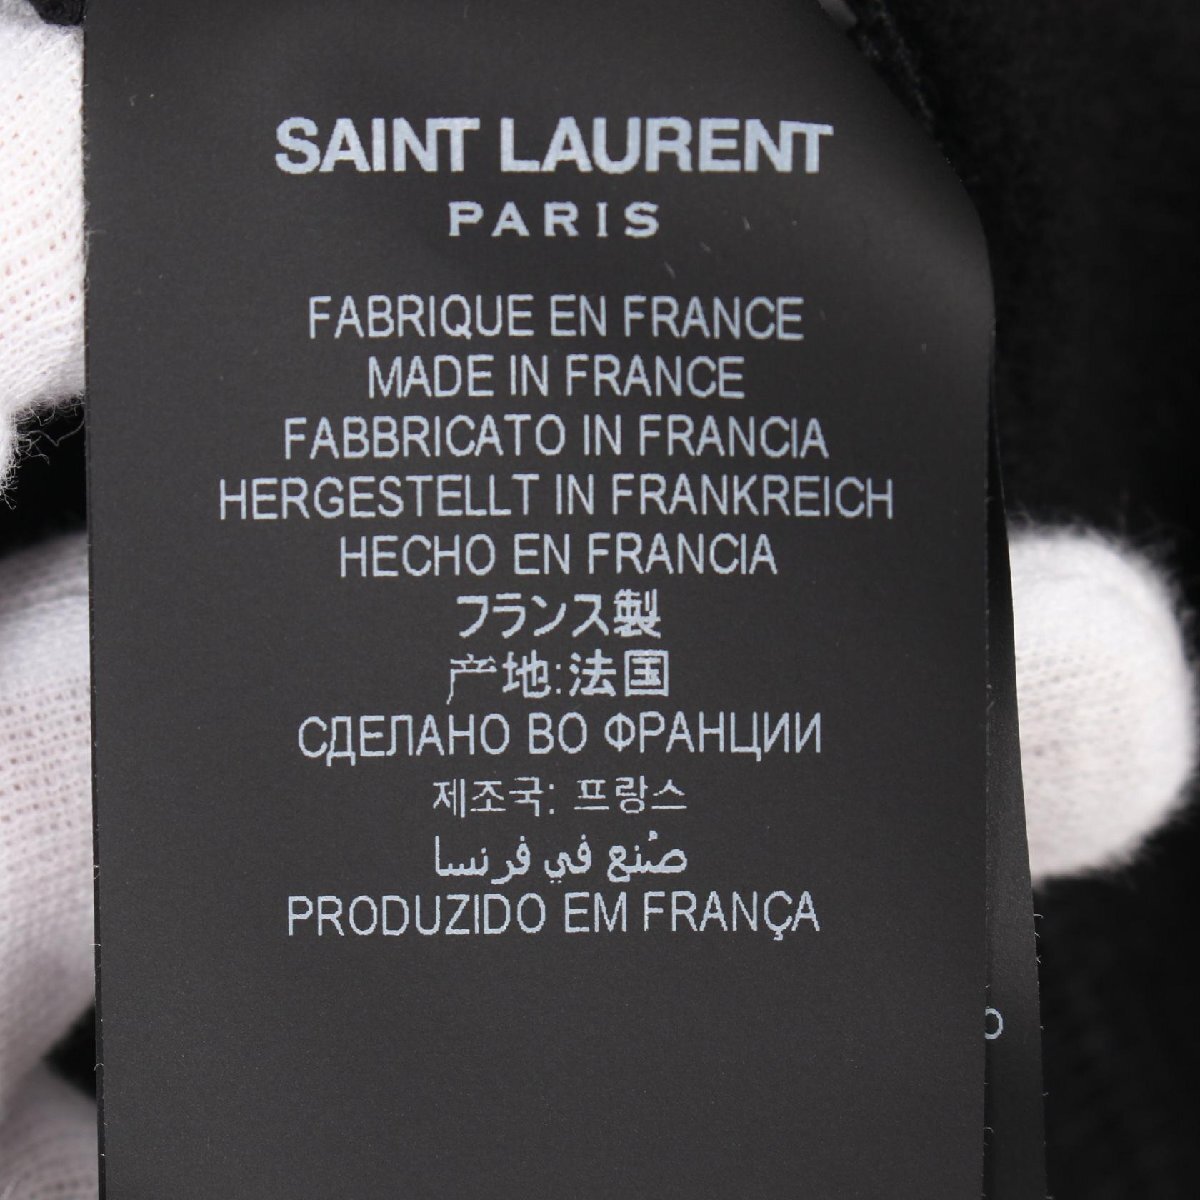 SAINT LAURENT
PARIS
FABRIQUE EN FRANCE
MADE IN FRANCE
FABBRICATO IN FRANCIA
HERGESTELLT IN FRANKREICH
HECHO EN FRANCIA
フランス製
产地:法国
СДЕЛАНО ВО ФРАНЦИИ
제조국: 프랑스
صُنع في فرنسا
PRODUZIDO EM FRANÇA